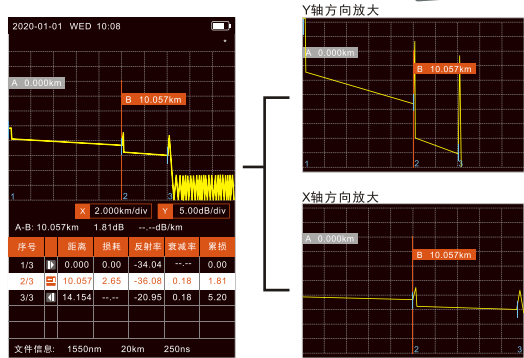 2020-01-01 WED 10:08
A 0.000km
B 10.057km
1 2 3
X 2.000km/div Y 5.00dB/div
A-B: 10.057km 1.81dB --.--dB/km
序号 距离 损耗 反射率 衰减率 累损
1/3 0.000 0.00 -34.04 --.-- 0.00
2/3 10.057 2.65 -36.08 0.18 1.81
3/3 14.154 --.-- -20.95 0.18 5.20
文件信息: 1550nm 20km 250ns
Y轴方向放大
A 0.000km
B 10.057km
1 2 3
X轴方向放大
A 0.000km
B 10.057km
2 3